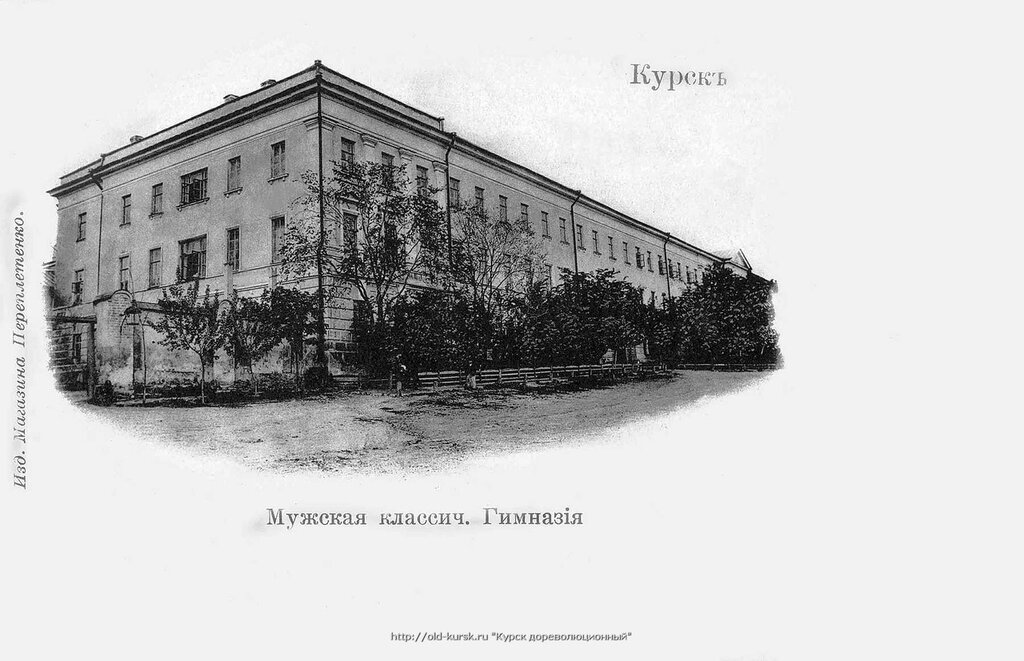 Курскъ
Изд. Магазина Переплетенко.
Мужская классич. Гимназія
http://old-kursk.ru "Курск дореволюционный"